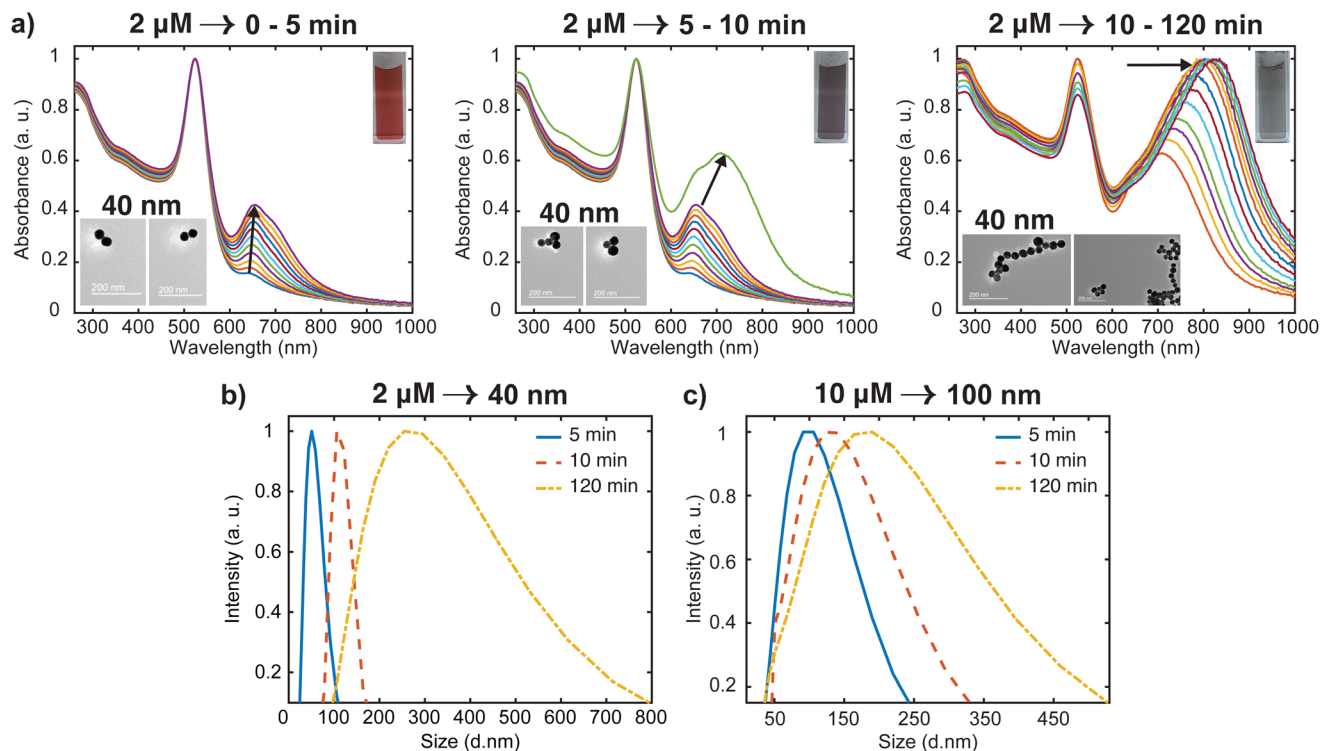 a)
2 µM → 0 - 5 min
2 µM → 5 - 10 min
2 µM → 10 - 120 min
Absorbance (a. u.)
1
0.8
0.6
0.4
0.2
0
40 nm
200 nm
200 nm
300 400 500 600 700 800 900 1000
Wavelength (nm)
Absorbance (a. u.)
1
0.8
0.6
0.4
0.2
0
40 nm
200 nm
200 nm
300 400 500 600 700 800 900 1000
Wavelength (nm)
Absorbance (a. u.)
1
0.8
0.6
0.4
0.2
0
40 nm
200 nm
200 nm
300 400 500 600 700 800 900 1000
Wavelength (nm)
b)
2 µM → 40 nm
Intensity (a. u.)
1
0.8
0.6
0.4
0.2
5 min
10 min
120 min
0 100 200 300 400 500 600 700 800
Size (d.nm)
c)
10 µM → 100 nm
Intensity (a. u.)
1
0.8
0.6
0.4
0.2
5 min
10 min
120 min
50 150 250 350 450
Size (d.nm)